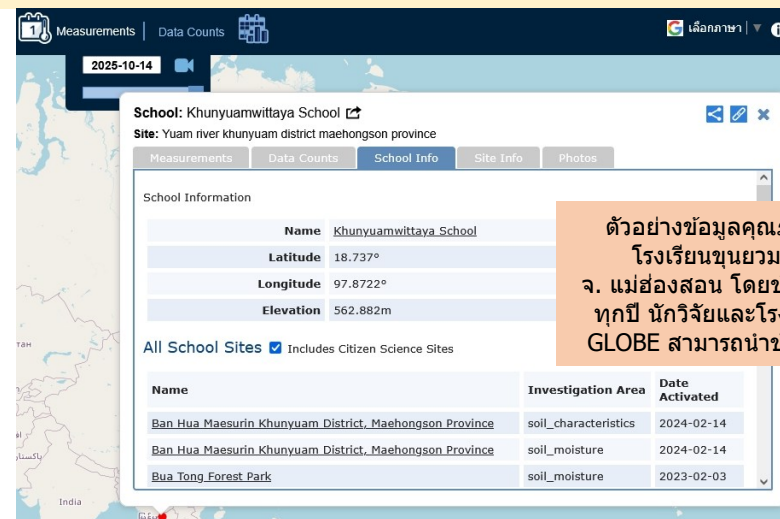 1 Measurements | Data Counts
เลือกภาษา
2025-10-14
School: Khunyuamwittaya School
Site: Yuam river khunyuam district maehongson province
Measurements Data Counts School Info Site Info Photos
School Information
Name Khunyuamwittaya School
Latitude 18.737º
Longitude 97.8722º
Elevation 562.882m
ตัวอย่างข้อมูลคุณ
โรงเรียนขุนยวม
จ. แม่ฮ่องสอน โดย
ทุกปี นักวิจัยและ
GLOBE สามารถนำ
All School Sites Includes Citizen Science Sites
Name Investigation Area Date Activated
Ban Hua Maesurin Khunyuam District, Maehongson Province soil_characteristics 2024-02-14
Ban Hua Maesurin Khunyuam District, Maehongson Province soil_moisture 2024-02-14
Bua Tong Forest Park soil_moisture 2023-02-03
India